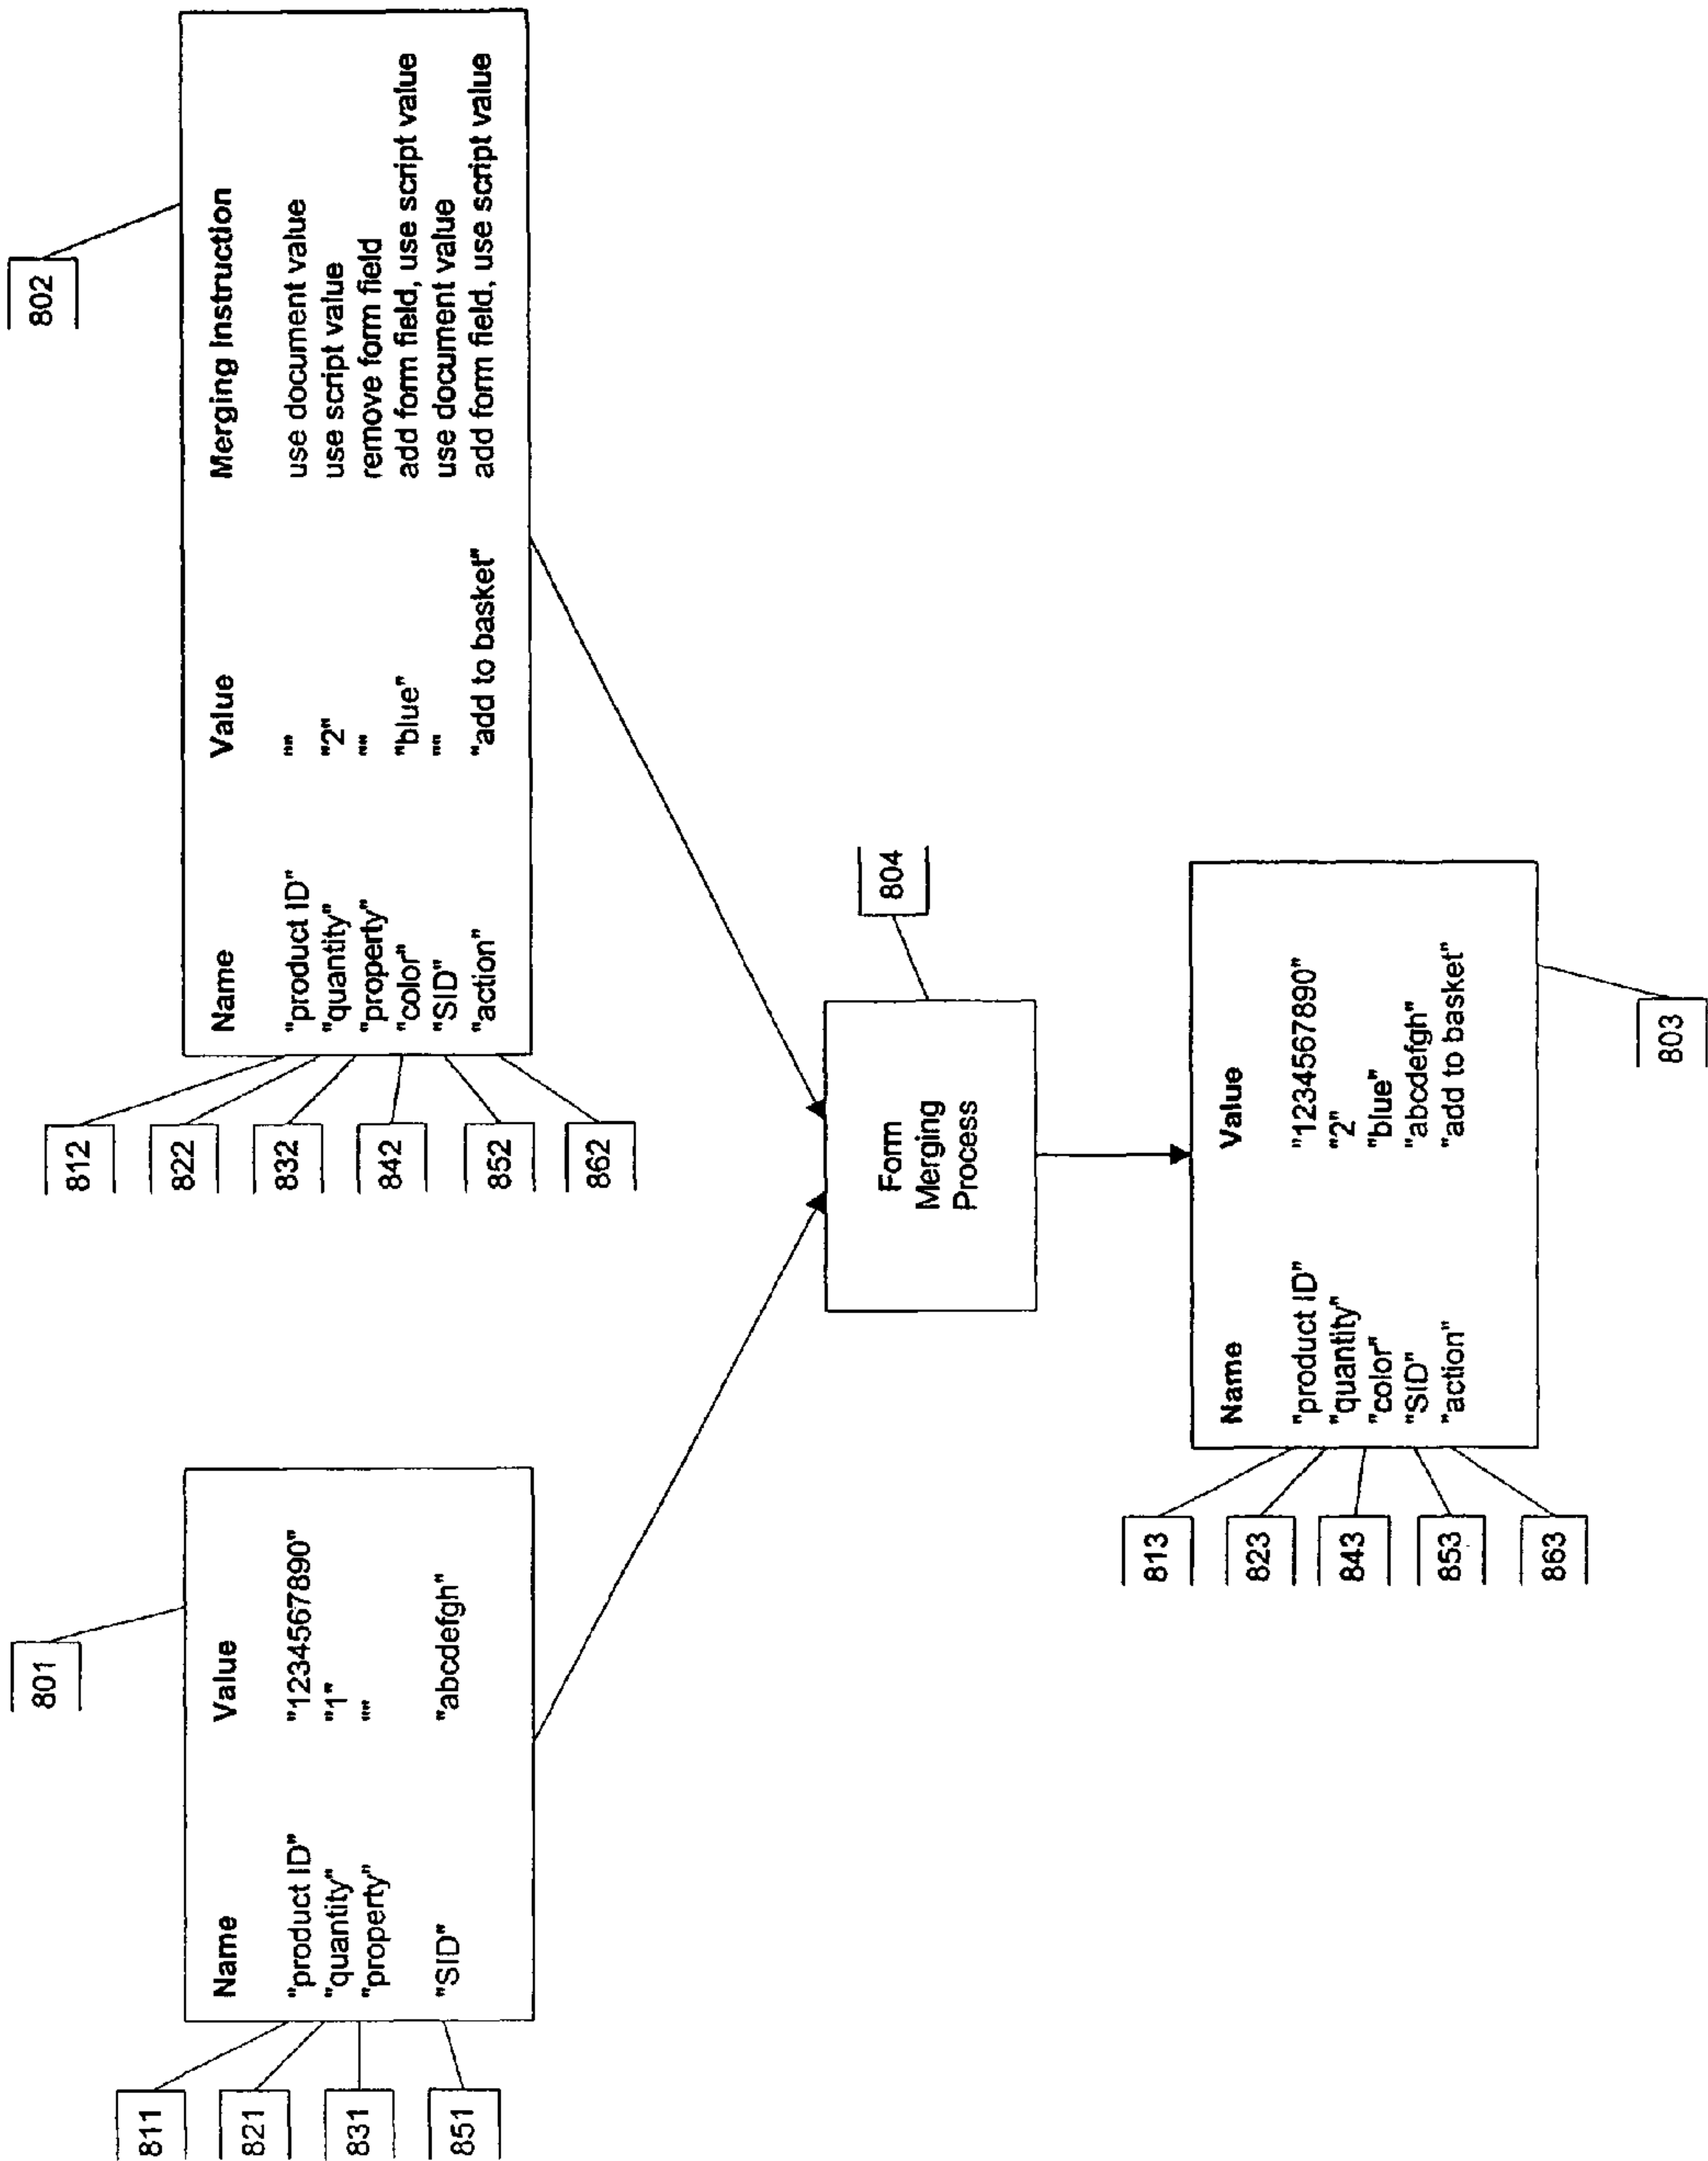 801
Name Value
811 "product ID" "1234567890"
821 "quantity" "1"
831 "property" ""
851 "SID" "abcdefgh"
802
Name Value Merging Instruction
812 "product ID" "" use document value
822 "quantity" "2" use script value
832 "property" "" remove form field
842 "color" "blue" add form field, use script value
852 "SID" "" use document value
862 "action" "add to basket" add form field, use script value
804
Form
Merging
Process
Name Value
813 "product ID" "1234567890"
823 "quantity" "2"
843 "color" "blue"
853 "SID" "abcdefgh"
863 "action" "add to basket"
803